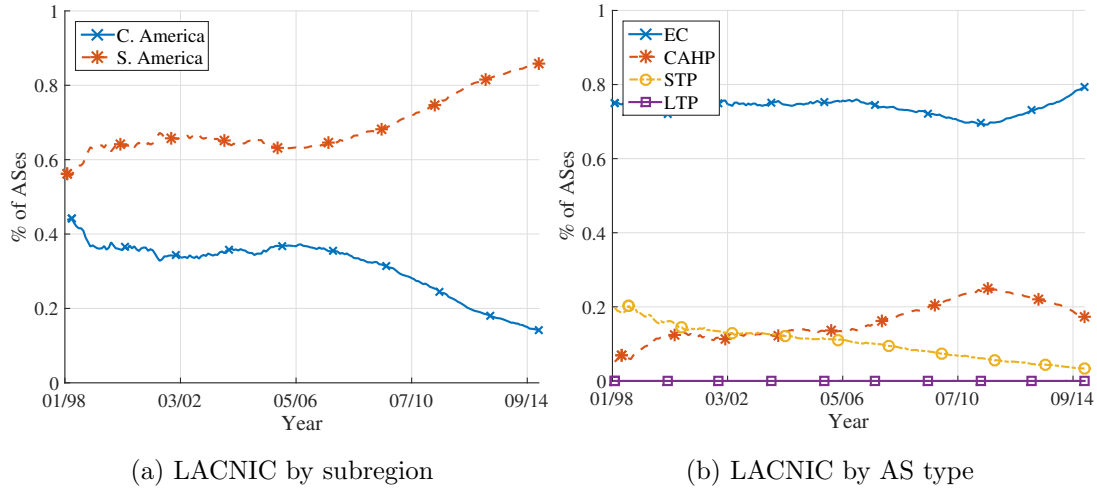 C. America
S. America
% of ASes
1
0.8
0.6
0.4
0.2
0
01/98
03/02
05/06
07/10
09/14
Year
(a) LACNIC by subregion
EC
CAHP
STP
LTP
% of ASes
1
0.8
0.6
0.4
0.2
0
01/98
03/02
05/06
07/10
09/14
Year
(b) LACNIC by AS type